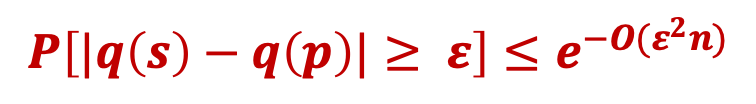 P[|q(s) − q(p)| ≥ ε] ≤ e^{−O(ε²n)}